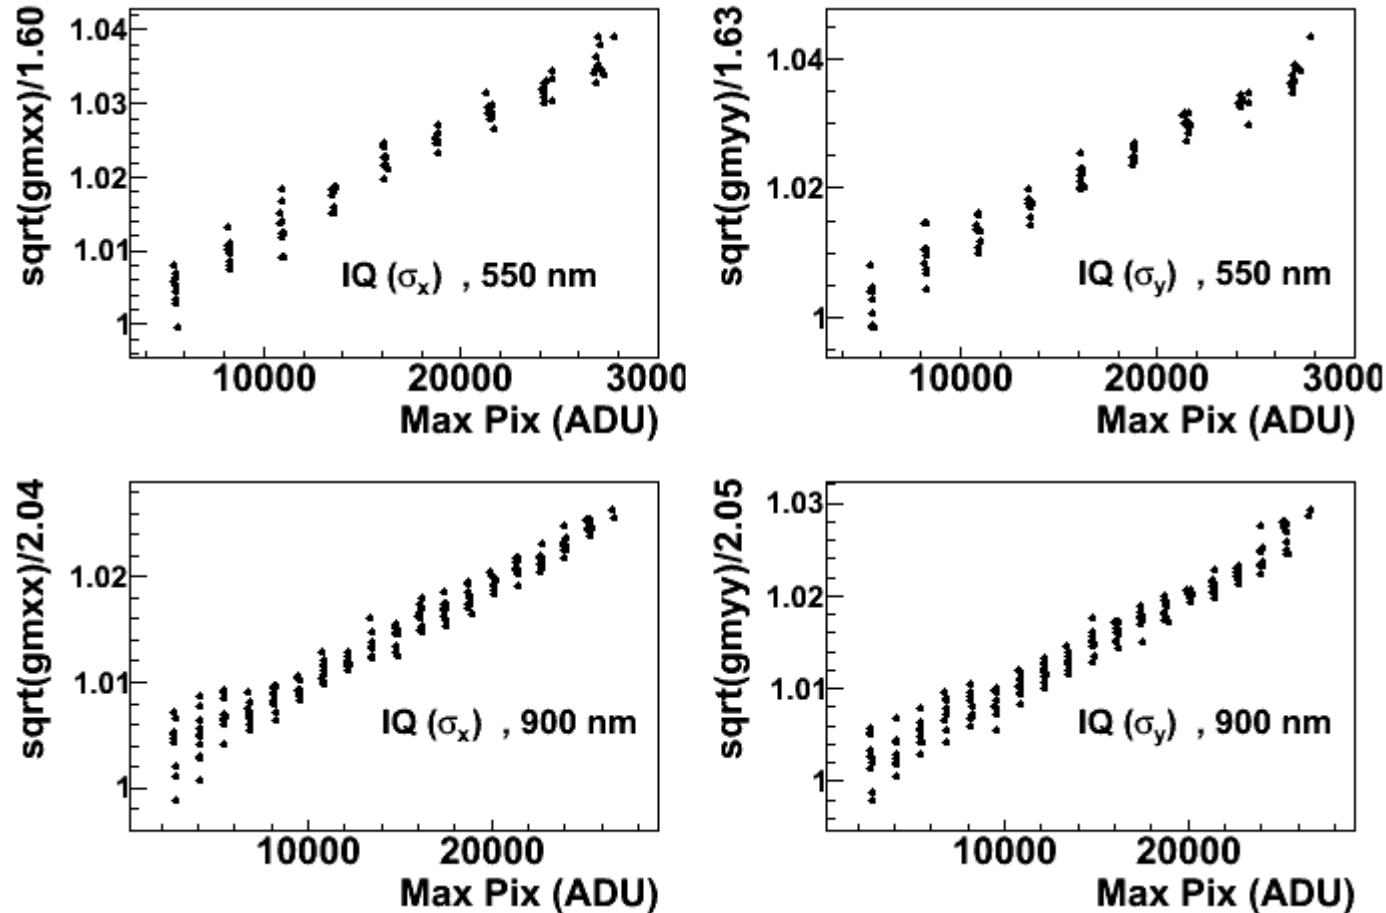 sqrt(gmxx)/1.60
1.04
1.03
1.02
1.01
1
IQ (σx) , 550 nm
10000 20000 3000
Max Pix (ADU)
sqrt(gmyy)/1.63
1.04
1.02
1
IQ (σy) , 550 nm
10000 20000 3000
Max Pix (ADU)
sqrt(gmxx)/2.04
1.02
1.01
1
IQ (σx) , 900 nm
10000 20000
Max Pix (ADU)
sqrt(gmyy)/2.05
1.03
1.02
1.01
1
IQ (σy) , 900 nm
10000 20000
Max Pix (ADU)